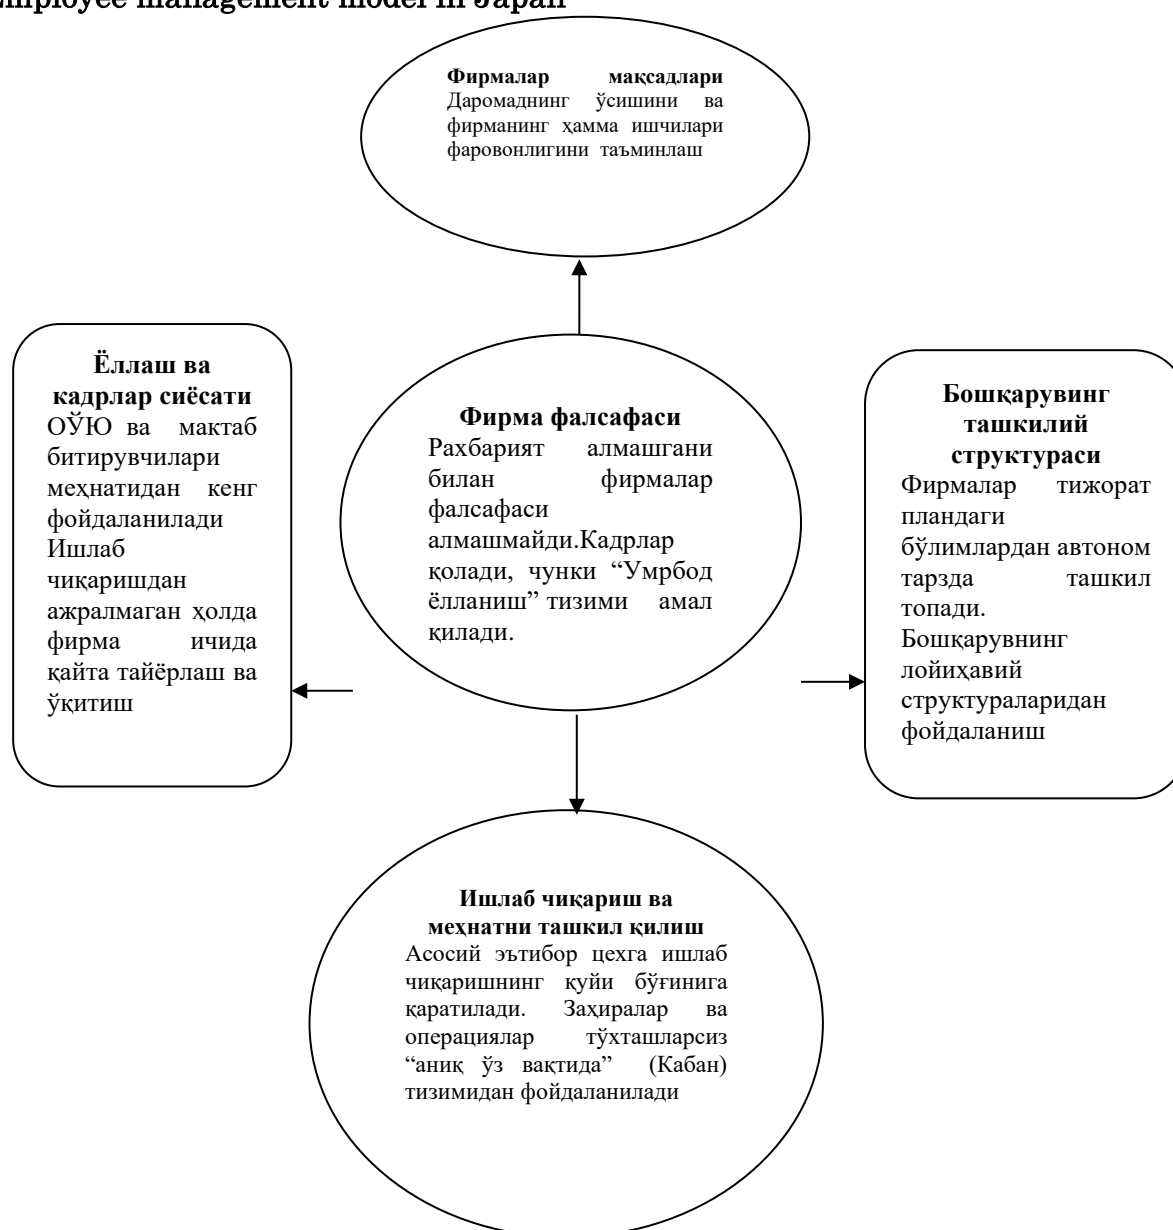 Employee management model in Japan
Фирмалар мақсадлари
Даромаднинг ўсишини ва
фирманинг ҳамма ишчилари
фаровонлигини таъминлаш
Ёллаш ва
кадрлар сиёсати
ОЎЮ ва мактаб
битирувчилари
меҳнатидан кенг
фойдаланилади
Ишлаб
чиқаришдан
ажралмаган ҳолда
фирма ичида
қайта тайёрлаш ва
ўқитиш
Фирма фалсафаси
Рахбарият алмашгани
билан фирмалар
фалсафаси
алмашмайди.Кадрлар
қолади, чунки “Умрбод
ёлланиш” тизими амал
қилади.
Бошқарувинг
ташкилий
структураси
Фирмалар тижорат
пландаги
бўлимлардан автоном
тарзда ташкил
топади.
Бошқарувнинг
лойиҳавий
структураларидан
фойдаланиш
Ишлаб чиқариш ва
меҳнатни ташкил қилиш
Асосий эътибор цехга ишлаб
чиқаришнинг қуйи бўғинига
қаратилади. Заҳиралар ва
операциялар тўхташларсиз
“аниқ ўз вақтида” (Кабан)
тизимидан фойдаланилади